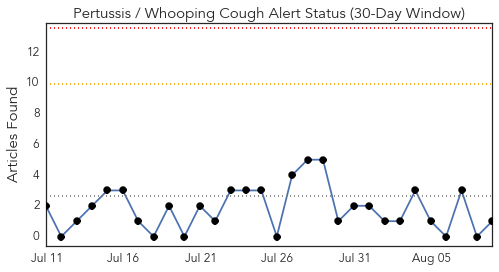 Pertussis / Whooping Cough Alert Status (30-Day Window)
Articles Found
12
10
8
6
4
2
0
Jul 11 Jul 16 Jul 21 Jul 26 Jul 31 Aug 05